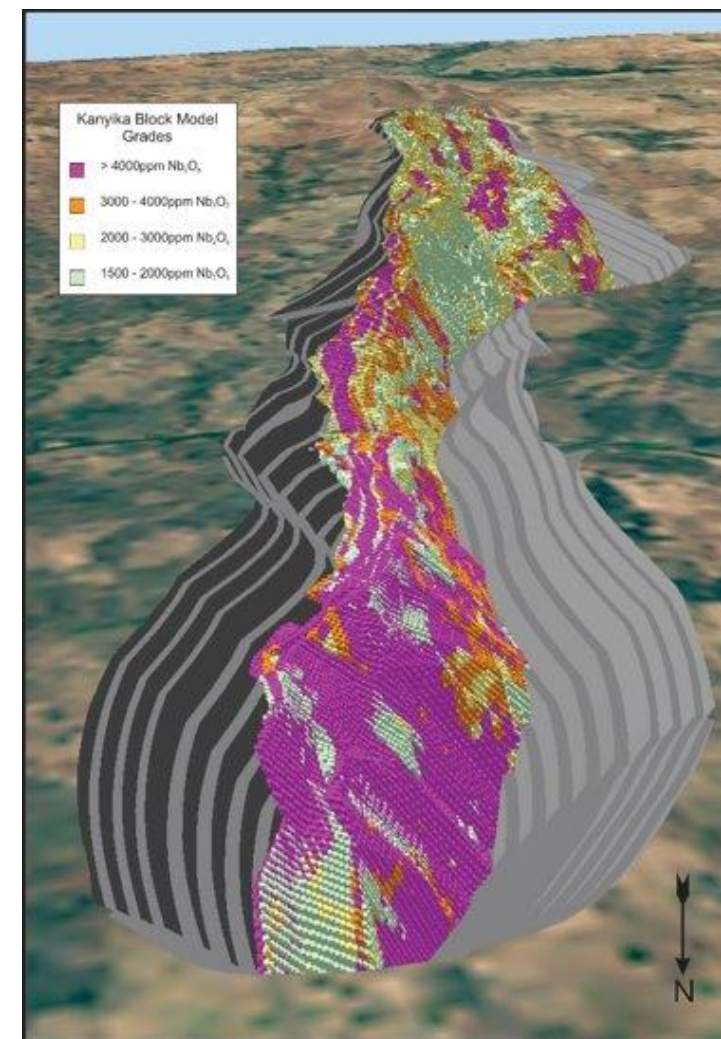 Kanyika Block Model
Grades
> 4000ppm Nb₂O₅
3000 - 4000ppm Nb₂O₅
2000 - 3000ppm Nb₂O₅
1500 - 2000ppm Nb₂O₅
N